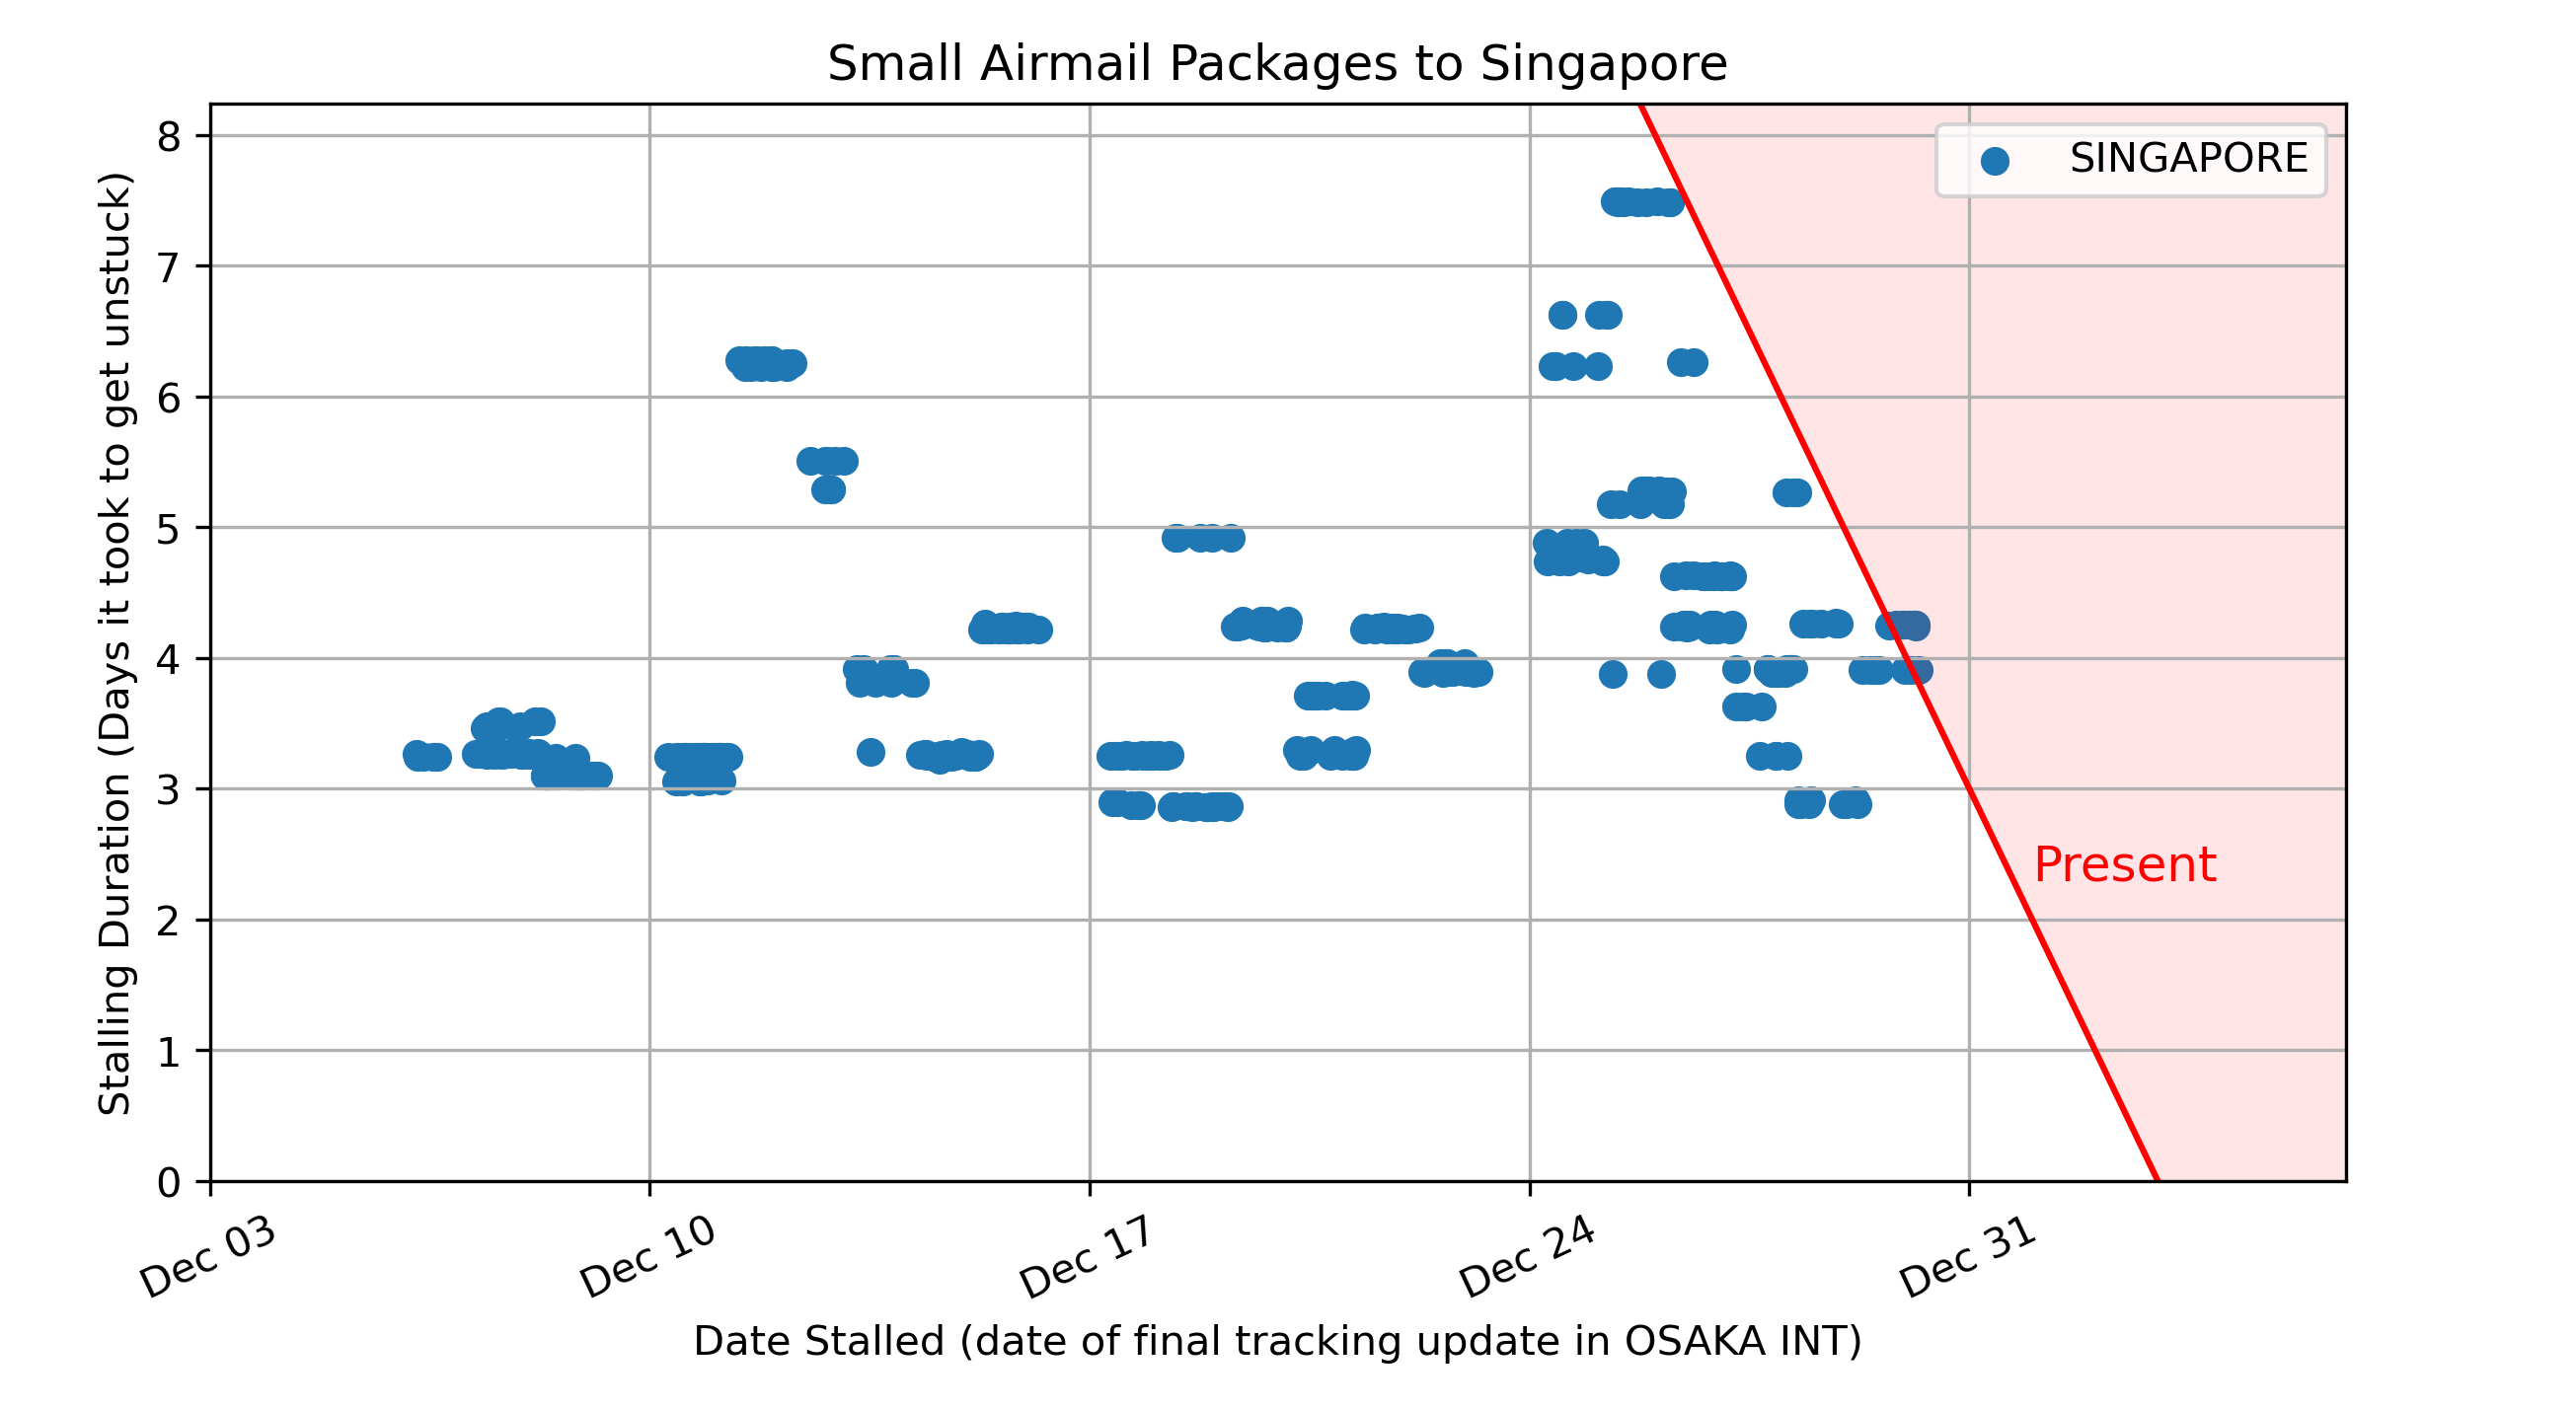 Small Airmail Packages to Singapore
SINGAPORE
8
7
6
5
4
3
2
1
0
Stalling Duration (Days it took to get unstuck)
Present
Dec 03
Dec 10
Dec 17
Dec 24
Dec 31
Date Stalled (date of final tracking update in OSAKA INT)